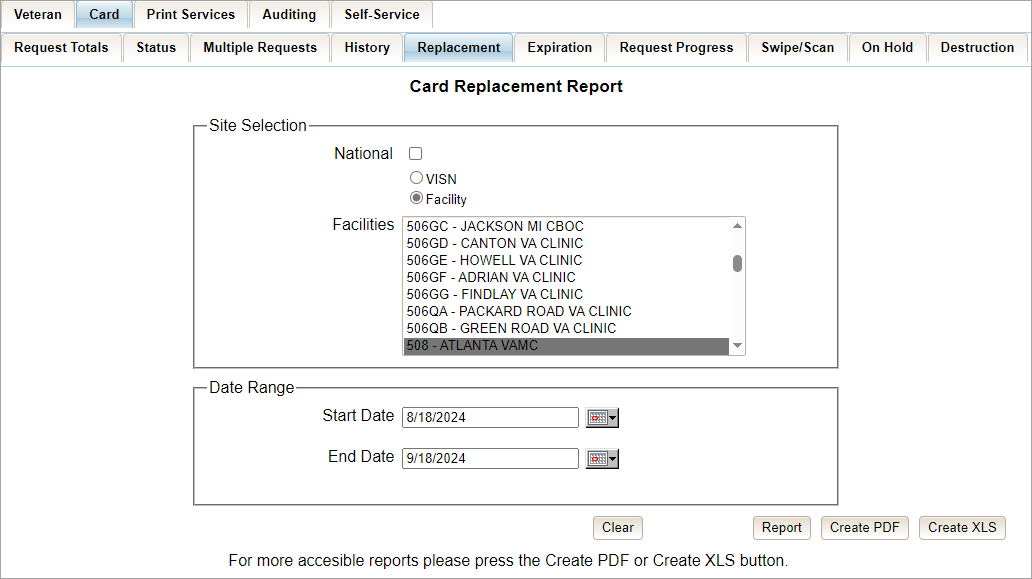 Veteran Card Print Services Auditing Self-Service
Request Totals Status Multiple Requests History Replacement Expiration Request Progress Swipe/Scan On Hold Destruction
Card Replacement Report
Site Selection
National
VISN
Facility
Facilities
506GC - JACKSON MI CBOC
506GD - CANTON VA CLINIC
506GE - HOWELL VA CLINIC
506GF - ADRIAN VA CLINIC
506GG - FINDLAY VA CLINIC
506QA - PACKARD ROAD VA CLINIC
506QB - GREEN ROAD VA CLINIC
508 - ATLANTA VAMC
Date Range
Start Date 8/18/2024
End Date 9/18/2024
Clear Report Create PDF Create XLS
For more accesible reports please press the Create PDF or Create XLS button.